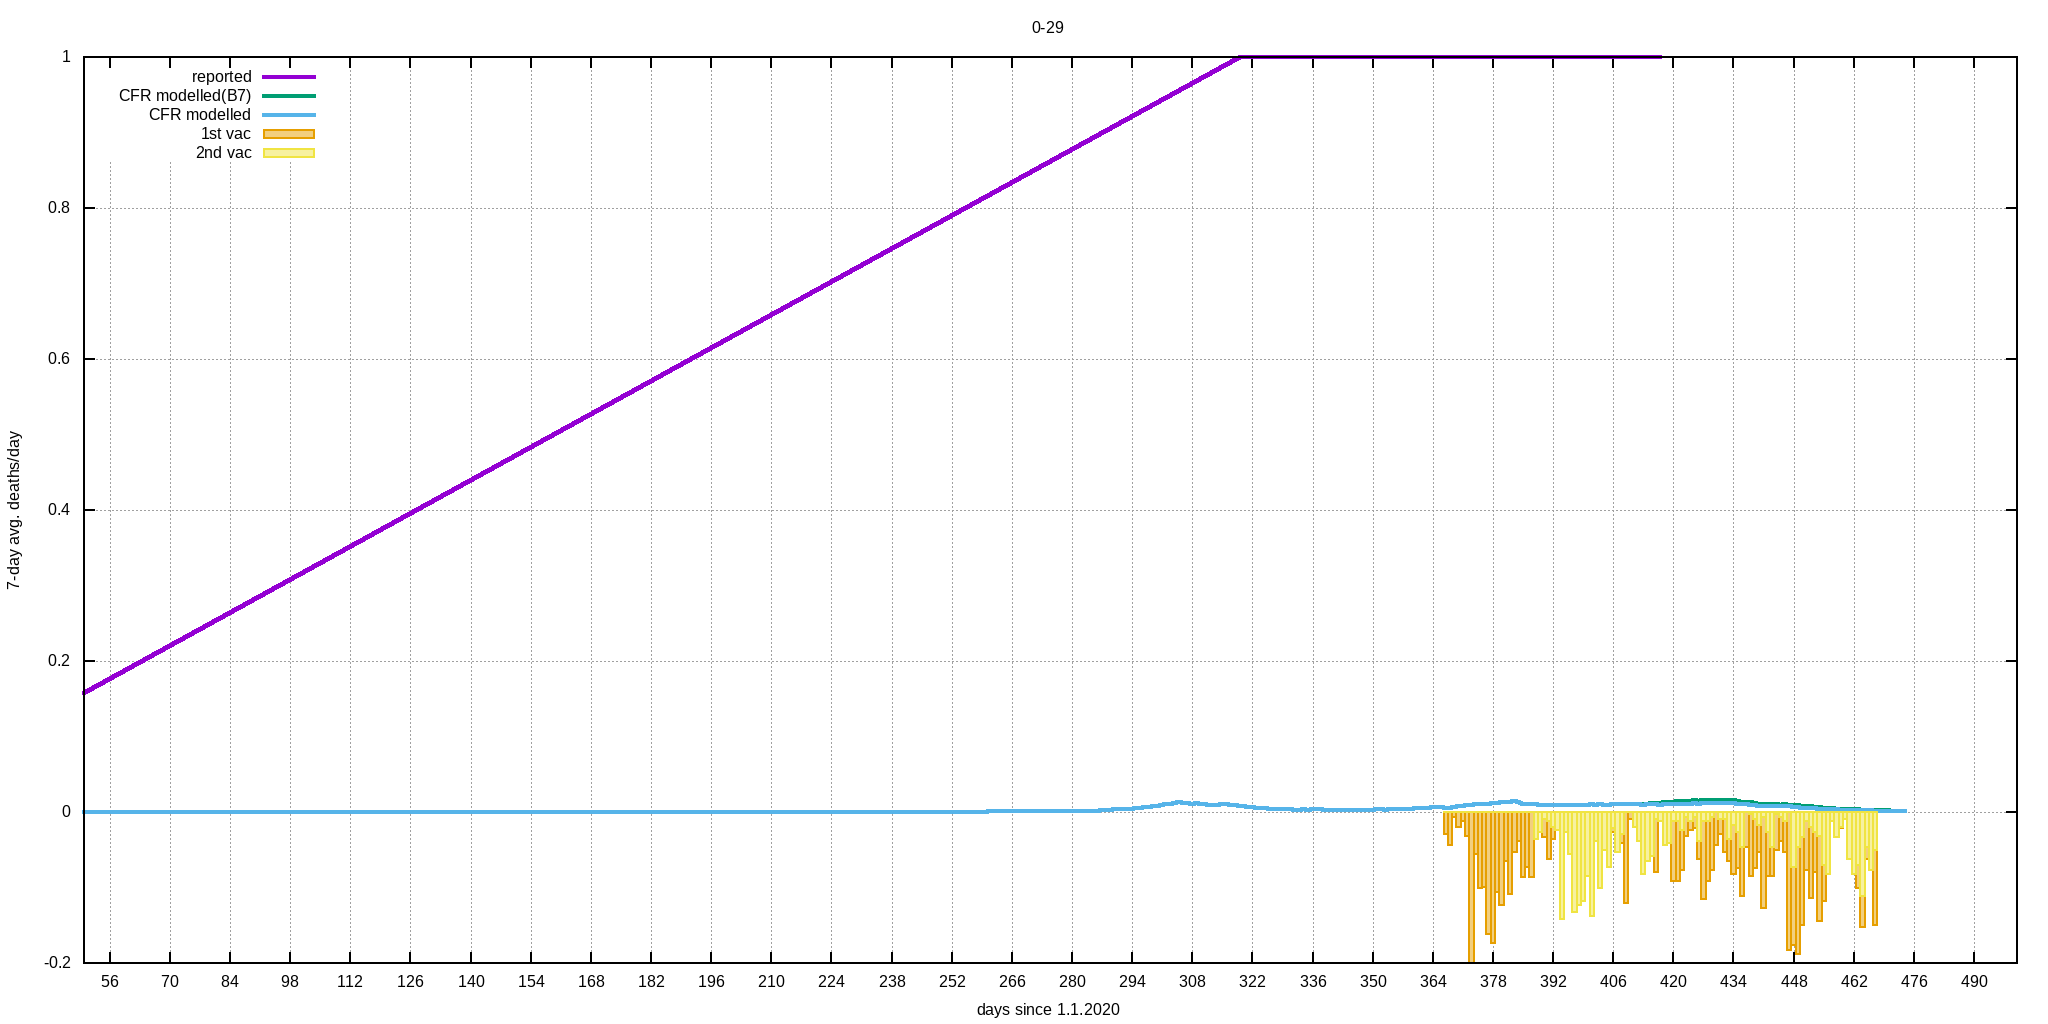 0-29
1
reported
CFR modelled(B7)
CFR modelled
1st vac
2nd vac
0.8
0.6
7-day avg. deaths/day
0.4
0.2
0
-0.2
56 70 84 98 112 126 140 154 168 182 196 210 224 238 252 266 280 294 308 322 336 350 364 378 392 406 420 434 448 462 476 490
days since 1.1.2020